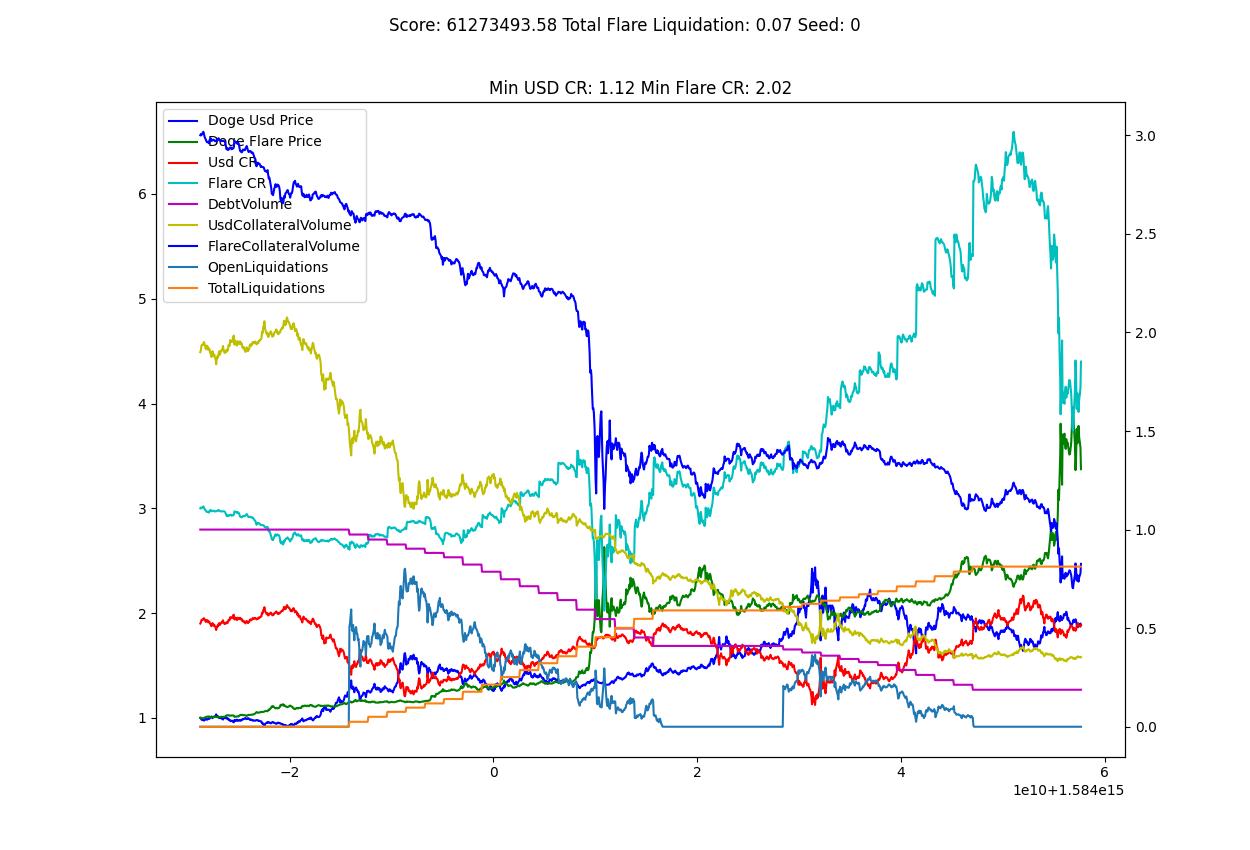 Score: 61273493.58 Total Flare Liquidation: 0.07 Seed: 0
Min USD CR: 1.12 Min Flare CR: 2.02
Doge Usd Price
Doge Flare Price
Usd CR
Flare CR
DebtVolume
UsdCollateralVolume
FlareCollateralVolume
OpenLiquidations
TotalLiquidations
6
5
4
3
2
1
3.0
2.5
2.0
1.5
1.0
0.5
0.0
−2 0 2 4 6
1e10+1.584e15